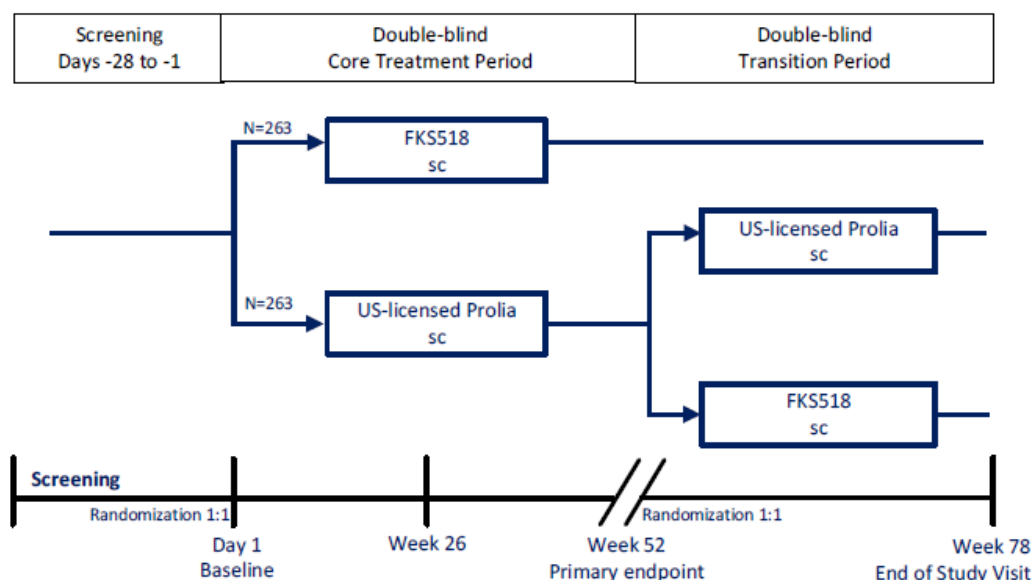 Screening
Days -28 to -1
Double-blind
Core Treatment Period
Double-blind
Transition Period
N=263
FKS518
sc
US-licensed Prolia
sc
N=263
US-licensed Prolia
sc
FKS518
sc
Screening
Randomization 1:1
Randomization 1:1
Day 1
Baseline
Week 26
Week 52
Primary endpoint
Week 78
End of Study Visit